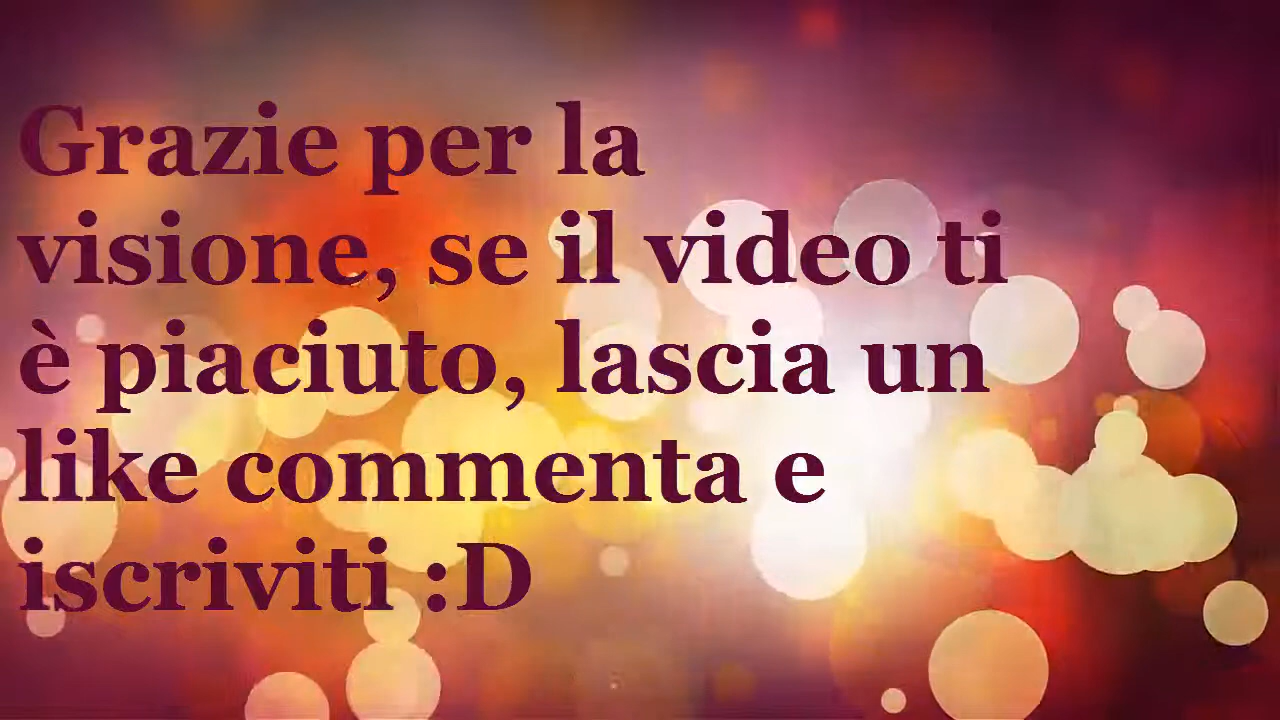 Grazie per la
visione, se il video ti
è piaciuto, lascia un
like commenta e
iscriviti :D